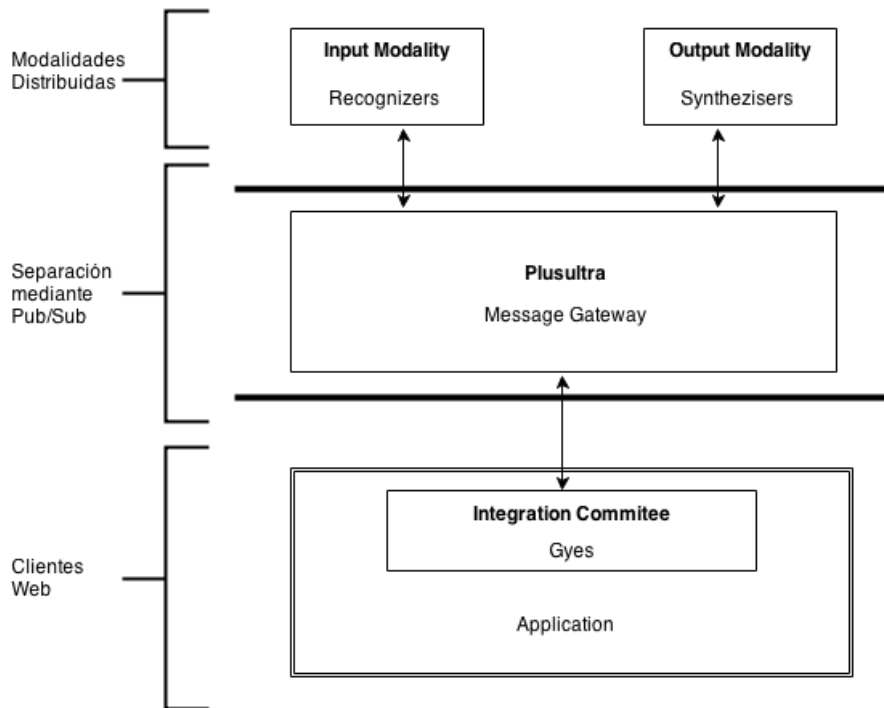 Modalidades
Distribuidas
Input Modality
Recognizers
Output Modality
Synthezisers
Separación
mediante
Pub/Sub
Plusultra
Message Gateway
Clientes
Web
Integration Commitee
Gyes
Application